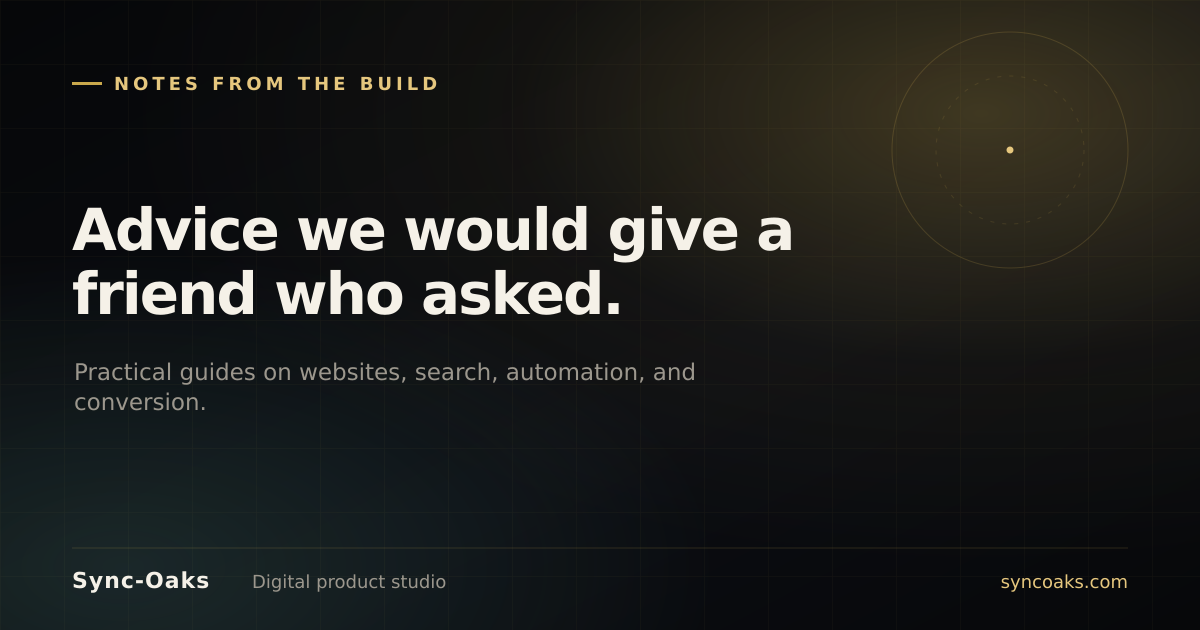 NOTES FROM THE BUILD
Advice we would give a
friend who asked.
Practical guides on websites, search, automation, and
conversion.
Sync-Oaks
Digital product studio
syncoaks.com